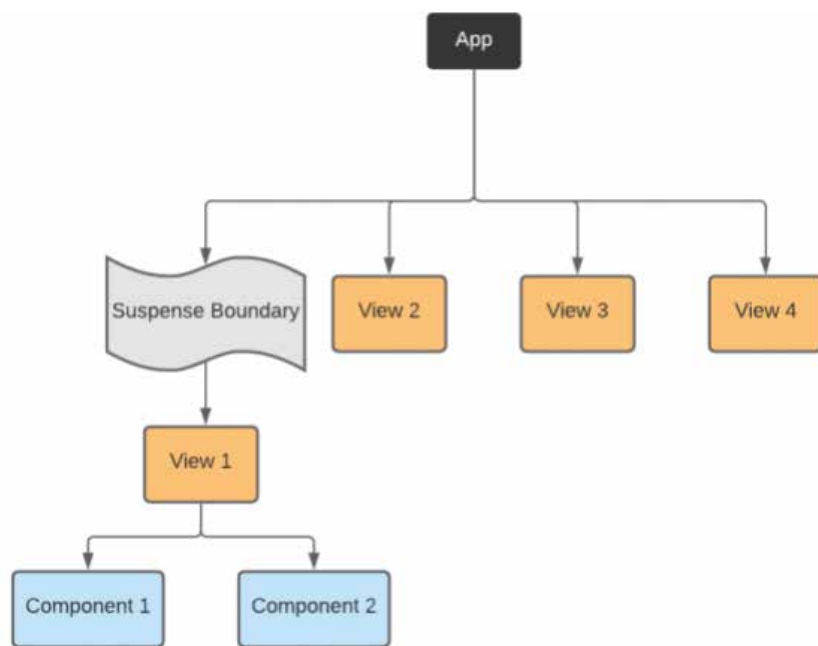 App
Suspense Boundary
View 2
View 3
View 4
View 1
Component 1
Component 2